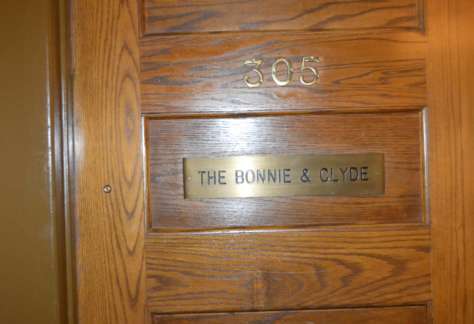 305
THE BONNIE & CLYDE